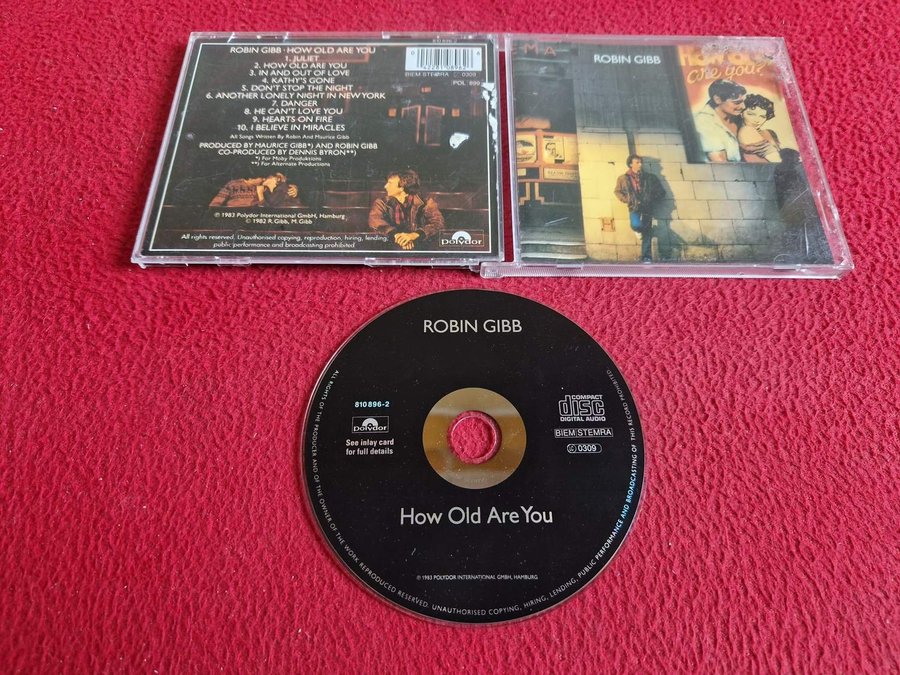 810 896-2
ROBIN GIBB · HOW OLD ARE YOU
1. JULIET
2. HOW OLD ARE YOU
3. IN AND OUT OF LOVE
4. KATHY'S GONE
5. DON'T STOP THE NIGHT
6. ANOTHER LONELY NIGHT IN NEW YORK
7. DANGER
8. HE CAN'T LOVE YOU
9. HEARTS ON FIRE
10. I BELIEVE IN MIRACLES
All Songs Written By Robin And Maurice Gibb
PRODUCED BY MAURICE GIBB*) AND ROBIN GIBB
CO-PRODUCED BY DENNIS BYRON**)
*) For Moby Produktions
**) For Alternate Productions
BIEM STEMRA 0309
POL 899
℗ 1983 Polydor International GmbH, Hamburg
© 1982 R.Gibb, M.Gibb
All rights reserved. Unauthorised copying, reproduction, hiring, lending,
public performance and broadcasting prohibited.
Polydor
M A
ROBIN GIBB
How Old
are you?
ROBIN GIBB
810 896-2
Polydor
See inlay card
for full details
COMPACT
disc
DIGITAL AUDIO
BIEM STEMRA
0309
How Old Are You
℗ 1983 POLYDOR INTERNATIONAL GMBH, HAMBURG
ALL RIGHTS OF THE PRODUCER AND OF THE OWNER OF THE WORK REPRODUCED RESERVED. UNAUTHORISED COPYING, HIRING, LENDING, PUBLIC PERFORMANCE AND BROADCASTING OF THIS RECORD PROHIBITED.